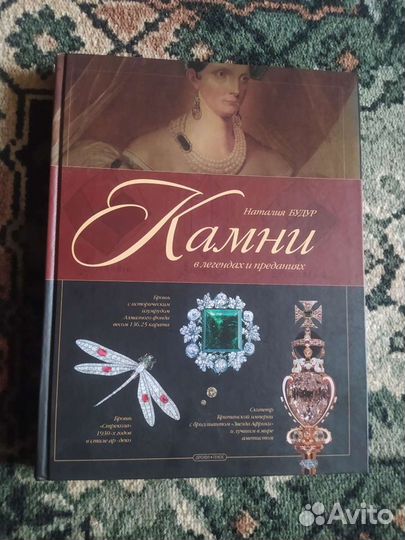 Наталия БУДУР
Камни
в легендах и преданиях
Брошь
с историческим
изумрудом
Алмазного фонда
весом 136,25 карата
Брошь
«Стрекоза»
1930-х годов
в стиле ар-деко
Скипетр
Британской империи
с бриллиантом «Звезда Африки»
и лучшим в мире
аметистом
Avito